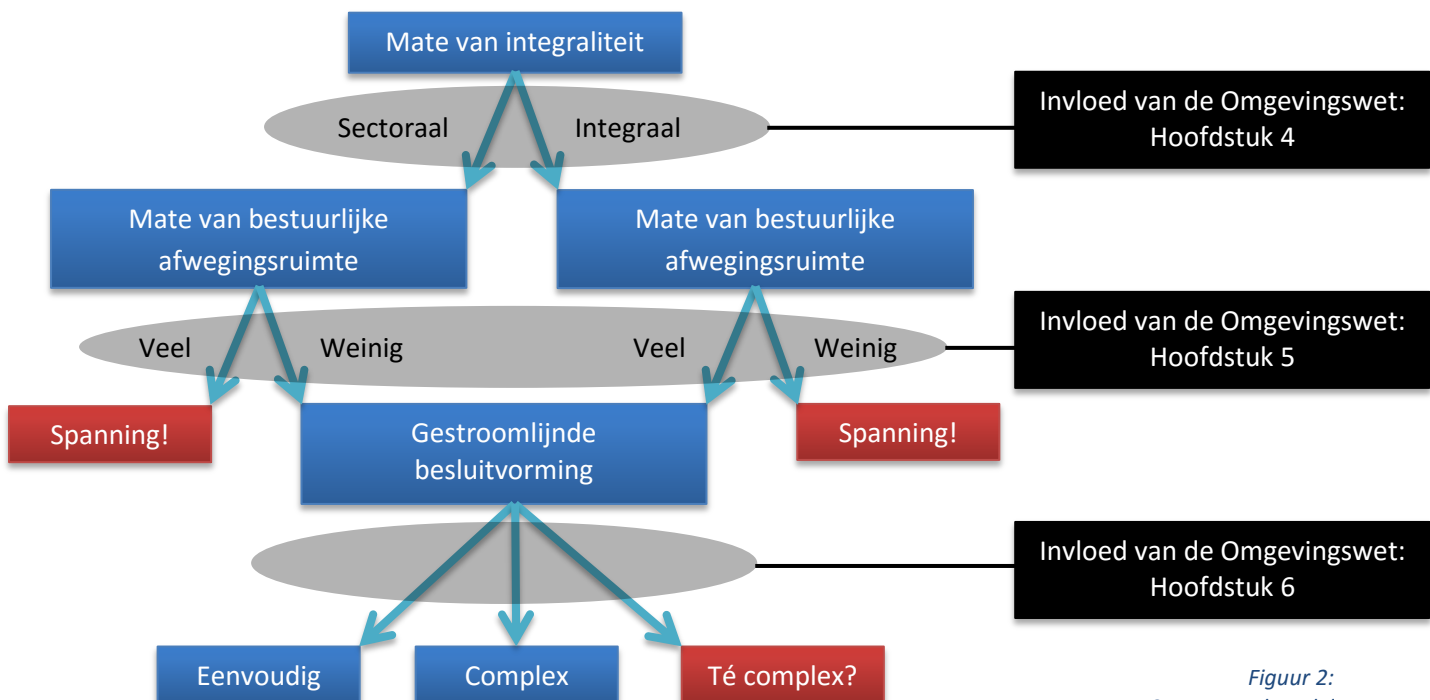 Mate van integraliteit
Sectoraal
Integraal
Invloed van de Omgevingswet:
Hoofdstuk 4
Mate van bestuurlijke
afwegingsruimte
Mate van bestuurlijke
afwegingsruimte
Veel
Weinig
Veel
Weinig
Invloed van de Omgevingswet:
Hoofdstuk 5
Spanning!
Gestroomlijnde
besluitvorming
Spanning!
Invloed van de Omgevingswet:
Hoofdstuk 6
Eenvoudig
Complex
Té complex?
Figuur 2: